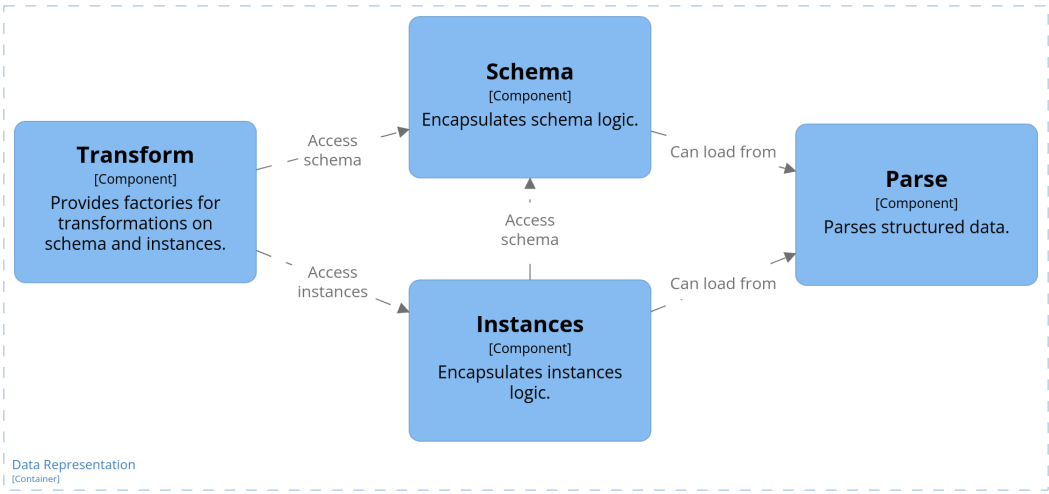 Schema
[Component]
Encapsulates schema logic.
Transform
[Component]
Provides factories for
transformations on
schema and instances.
Access
schema
Can load from
Parse
[Component]
Parses structured data.
Access
schema
Access
instances
Can load from
Instances
[Component]
Encapsulates instances
logic.
Data Representation
[Container]